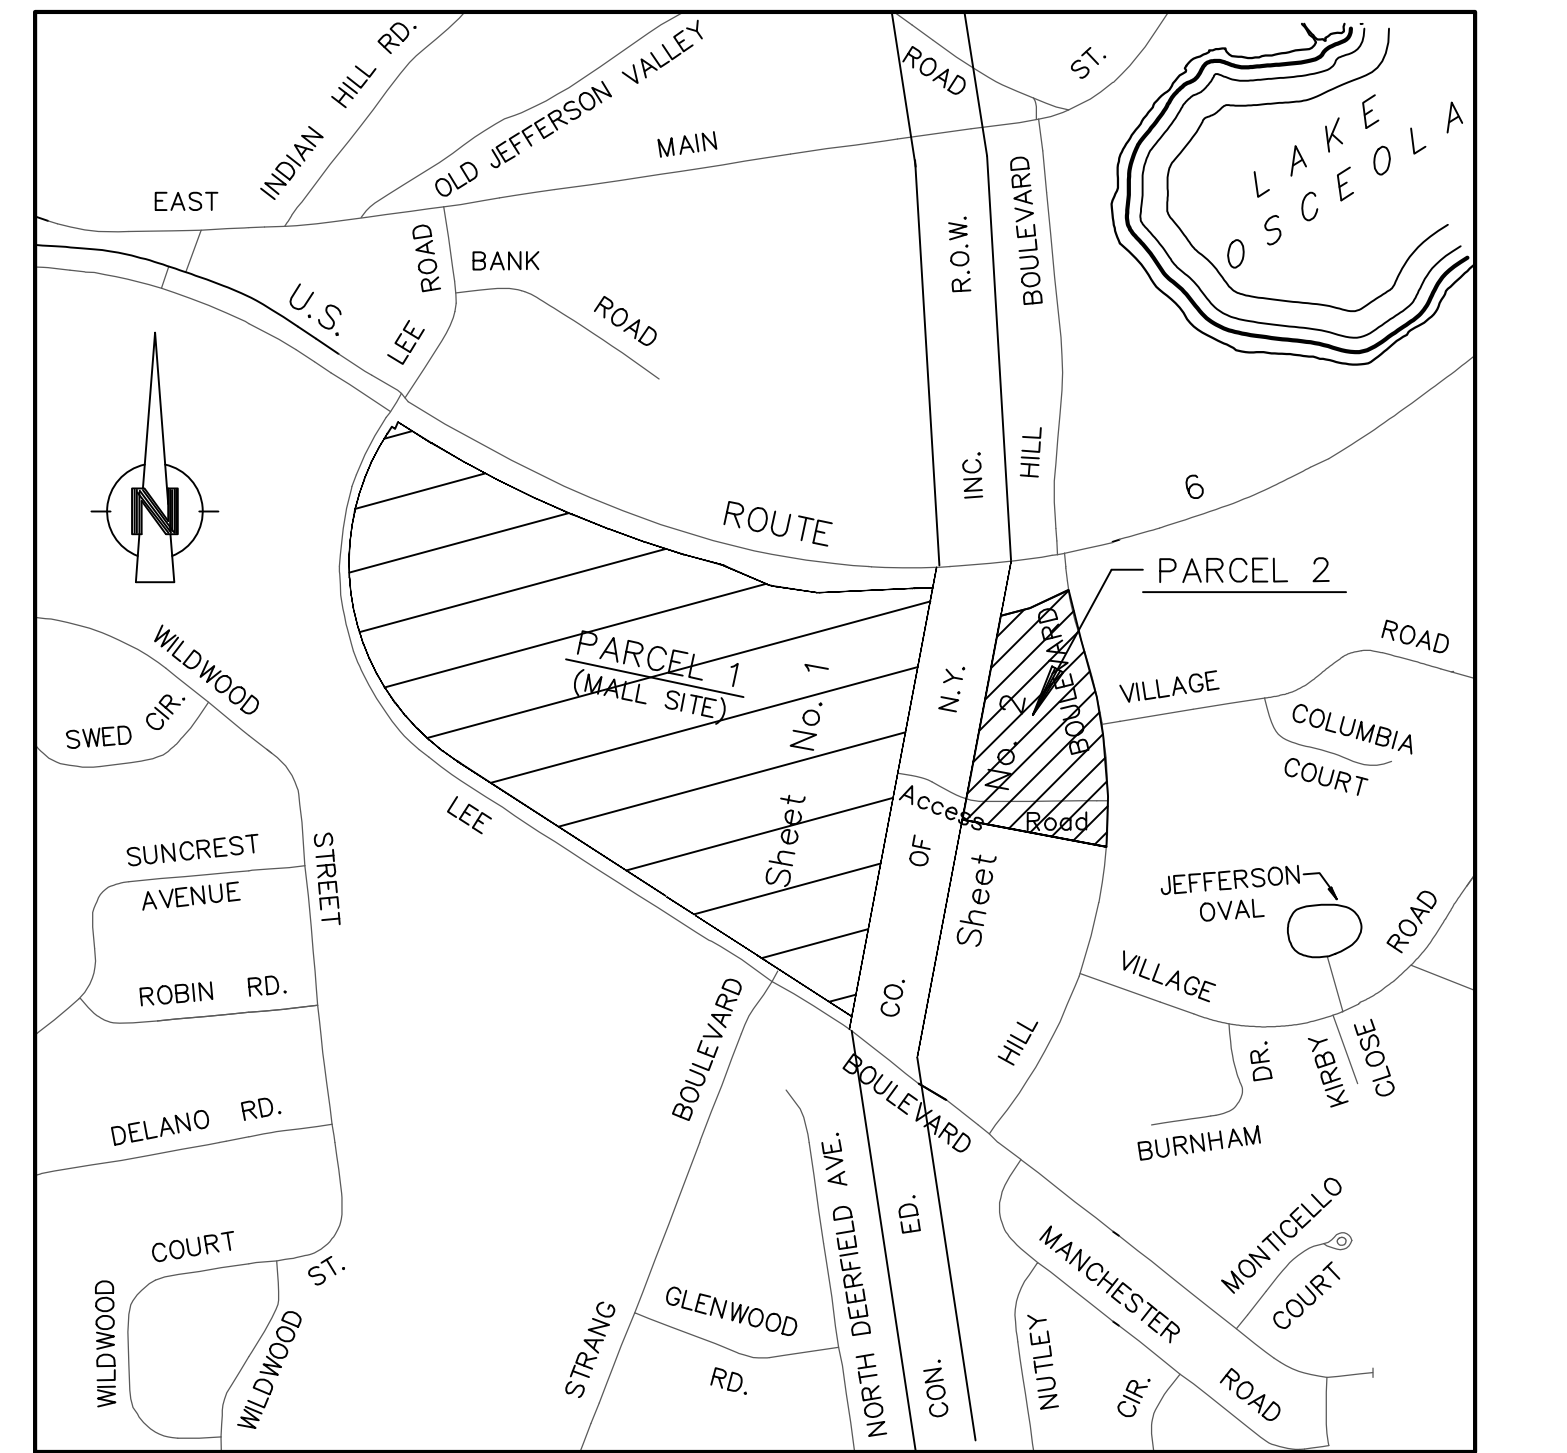 INDIAN HILL RD.
OLD JEFFERSON VALLEY
ROAD
ST.
EAST
MAIN
LAKE
OSCEOLA
U.S.
LEE ROAD
BANK
ROAD
R.O.W.
BOULEVARD
INC.
HILL
ROUTE
6
N
PARCEL 2
PARCEL 1
(MALL SITE)
Sheet No. 1
N.Y.
Sheet No. 2
BOULEVARD
Access Road
VILLAGE
ROAD
COLUMBIA
COURT
WILDWOOD
SWED CIR.
LEE
SUNCREST
AVENUE
STREET
OF
JEFFERSON
OVAL
ROAD
ROBIN RD.
VILLAGE
CO.
HILL
BOULEVARD
BOULEVARD
DR.
KIRBY
CLOSE
DELANO RD.
BURNHAM
COURT
ST.
NORTH DEERFIELD AVE.
ED.
MONTICELLO
COURT
MANCHESTER
ROAD
WILDWOOD
WILDWOOD
STRANG
GLENWOOD
RD.
CON.
NUTLEY
CIR.